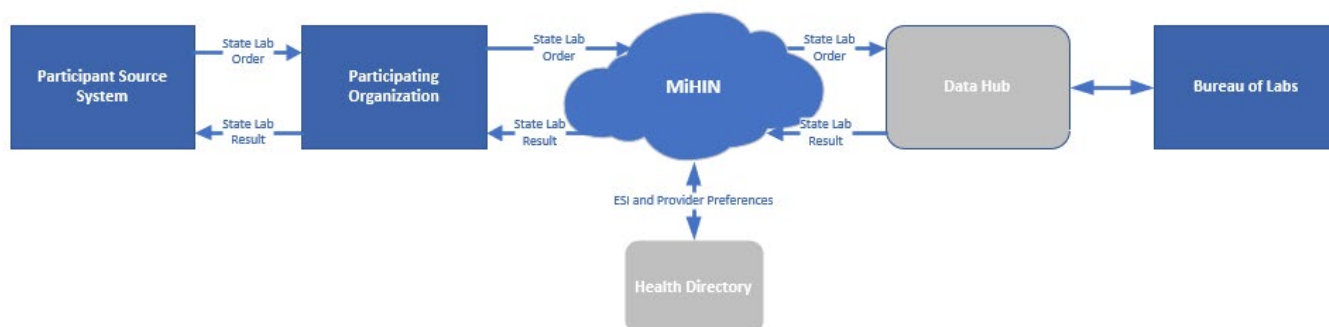 State Lab
Order
State Lab
Order
State Lab
Order
Participant Source
System
Participating
Organization
MiHIN
Data Hub
Bureau of Labs
State Lab
Result
State Lab
Result
State Lab
Result
ESI and Provider Preferences
Health Directory